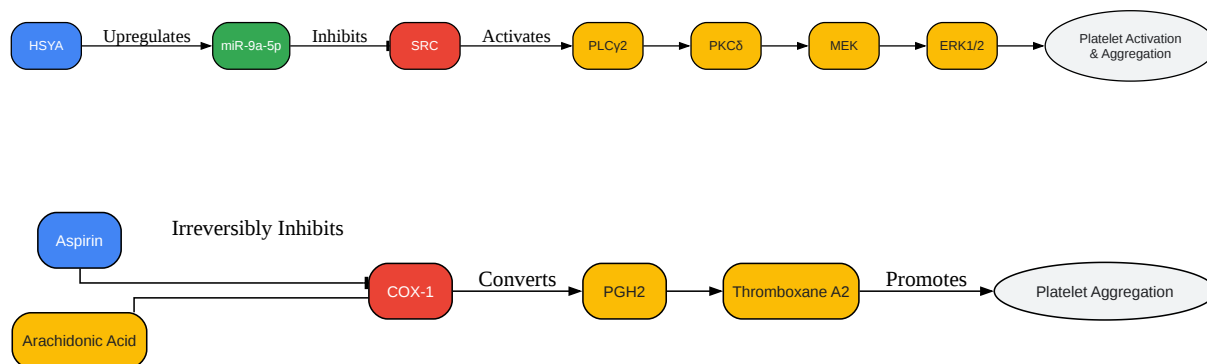 HSYA
Upregulates
miR-9a-5p
Inhibits
SRC
Activates
PLCγ2
PKCδ
MEK
ERK1/2
Platelet Activation
& Aggregation
Aspirin
Irreversibly Inhibits
COX-1
Converts
PGH2
Thromboxane A2
Promotes
Platelet Aggregation
Arachidonic Acid